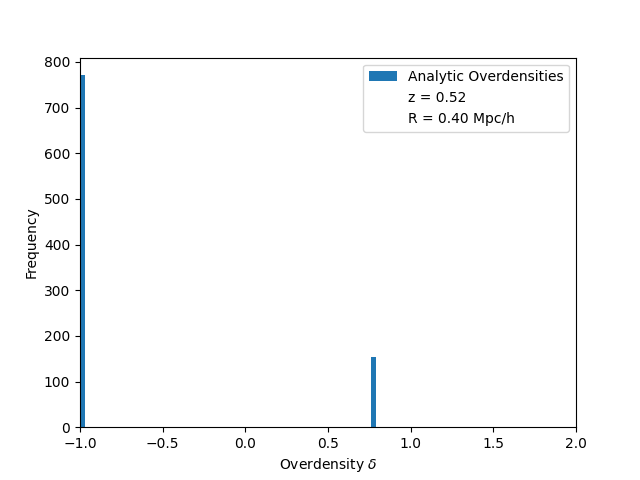 Analytic Overdensities
z = 0.52
R = 0.40 Mpc/h
800
700
600
500
400
300
200
100
0
Frequency
−1.0 −0.5 0.0 0.5 1.0 1.5 2.0
Overdensity δ